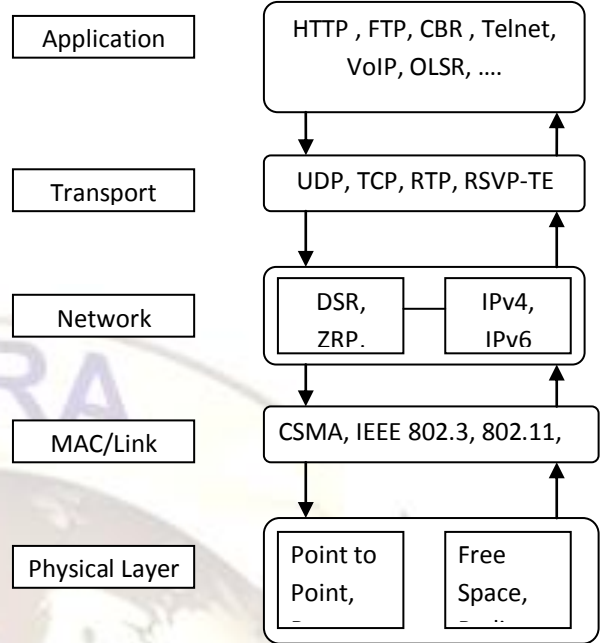 Application
HTTP , FTP, CBR , Telnet,
VoIP, OLSR, ....
Transport
UDP, TCP, RTP, RSVP-TE
Network
DSR,
ZRP.
IPv4,
IPv6
MAC/Link
CSMA, IEEE 802.3, 802.11,
Physical Layer
Point to
Point,
Free
Space,
RA